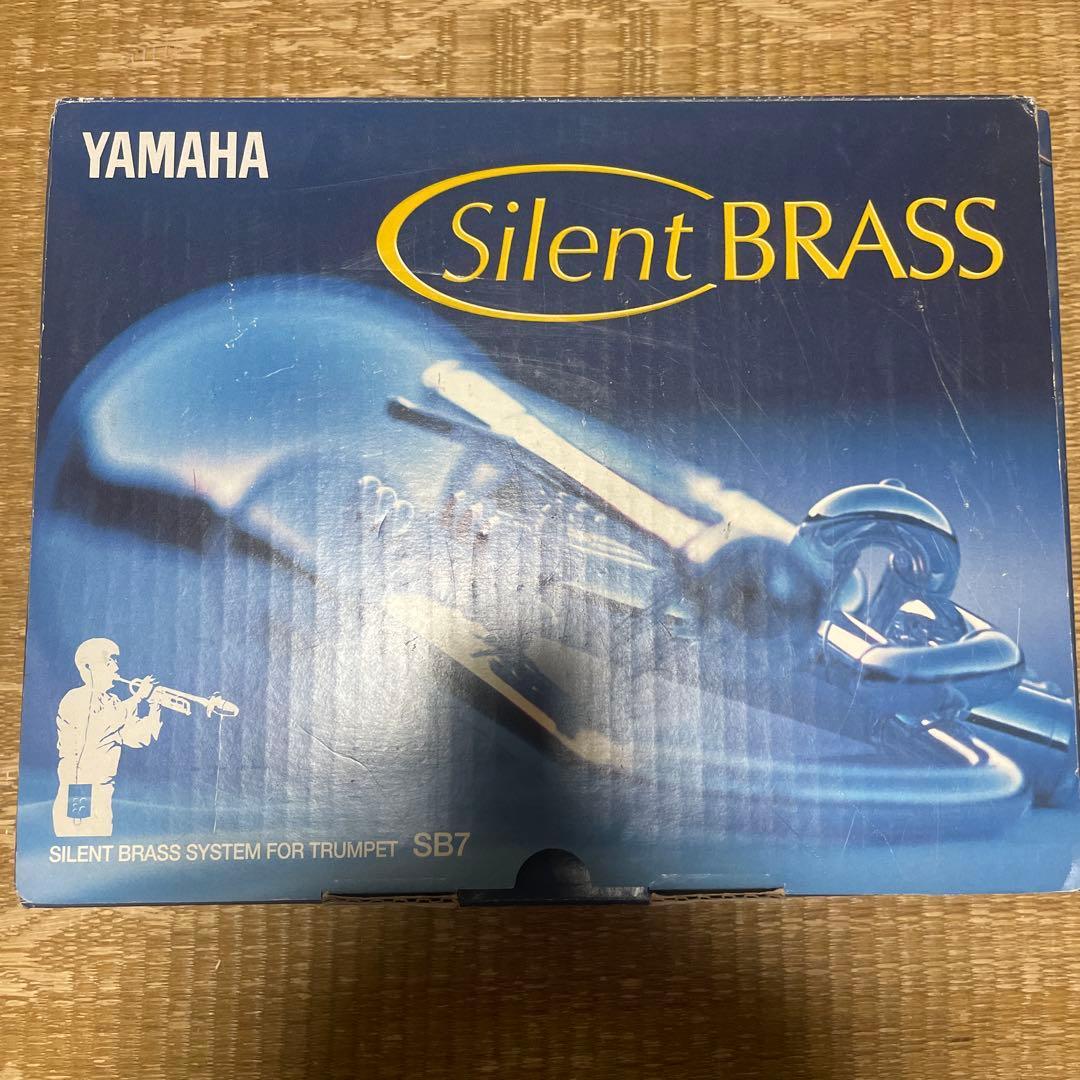 YAMAHA
Silent BRASS
SILENT BRASS SYSTEM FOR TRUMPET SB7